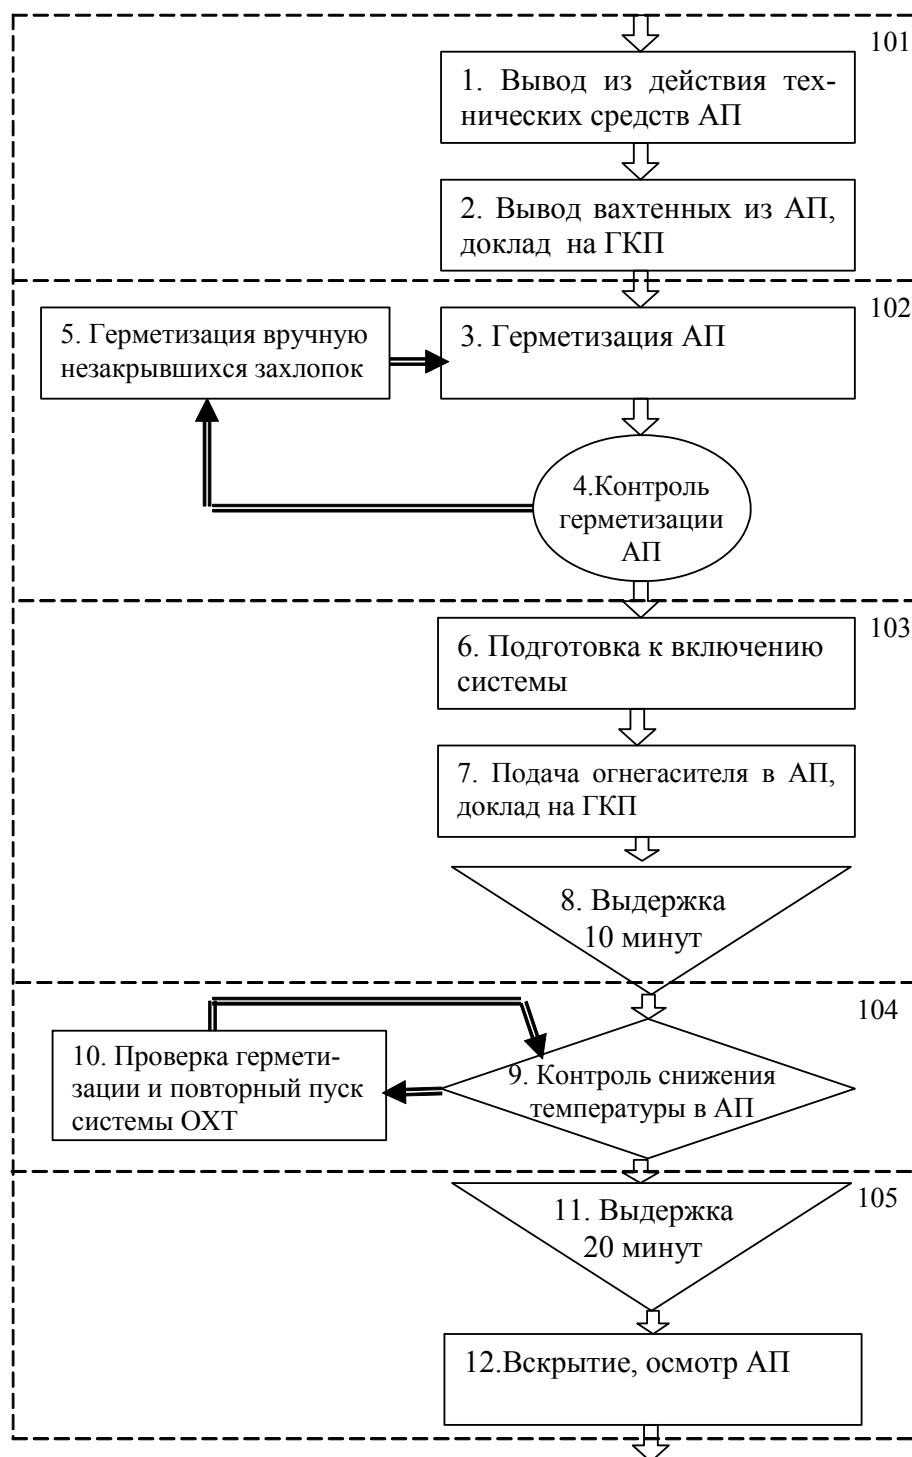 101
1. Вывод из действия тех-
нических средств АП
2. Вывод вахтенных из АП,
доклад на ГКП
102
5. Герметизация вручную
незакрывшихся захлопок
3. Герметизация АП
4.Контроль
герметизации
АП
103
6. Подготовка к включению
системы
7. Подача огнегасителя в АП,
доклад на ГКП
8. Выдержка
10 минут
104
10. Проверка гермети-
зации и повторный пуск
системы ОХТ
9. Контроль снижения
температуры в АП
105
11. Выдержка
20 минут
12.Вскрытие, осмотр АП